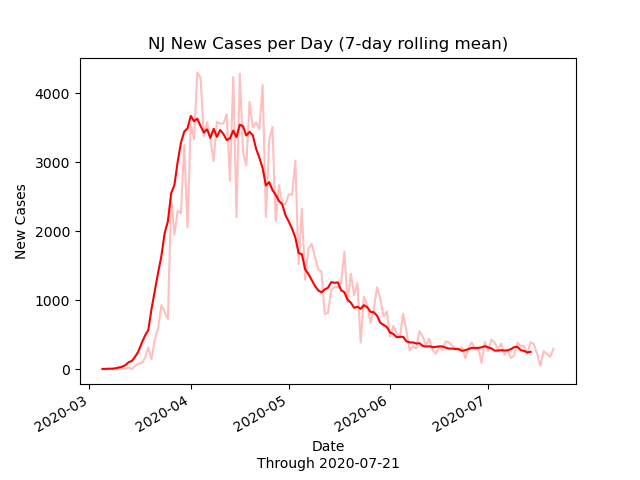 NJ New Cases per Day (7-day rolling mean)
New Cases
4000
3000
2000
1000
0
2020-03
2020-04
2020-05
2020-06
2020-07
Date
Through 2020-07-21